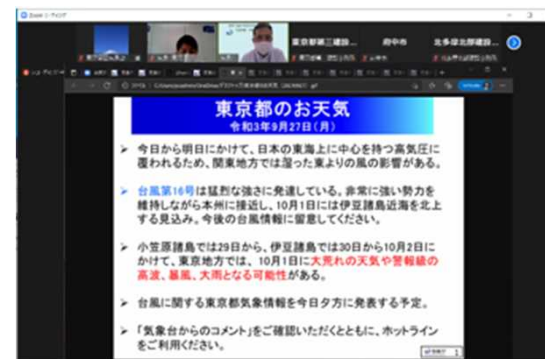 東京都第三建設...
府中市
北多摩北部建設...
東京都のお天気
令和3年9月27日(月)
➢ 今日から明日にかけて、日本の東海上に中心を持つ高気圧に
覆われるため、関東地方では湿った東よりの風の影響がある。
➢ 台風第16号は猛烈な強さに発達している。非常に強い勢力を
維持しながら本州に接近し、10月1日には伊豆諸島近海を北上
する見込み。今後の台風情報に留意してください。
➢ 小笠原諸島では29日から、伊豆諸島では30日から10月2日に
かけて、東京地方では、10月1日に大荒れの天気や警報級の
高波、暴風、大雨となる可能性がある。
➢ 台風に関する東京都気象情報を今日夕方に発表する予定。
➢ 「気象台からのコメント」をご確認いただくとともに、ホットライン
をご利用ください。